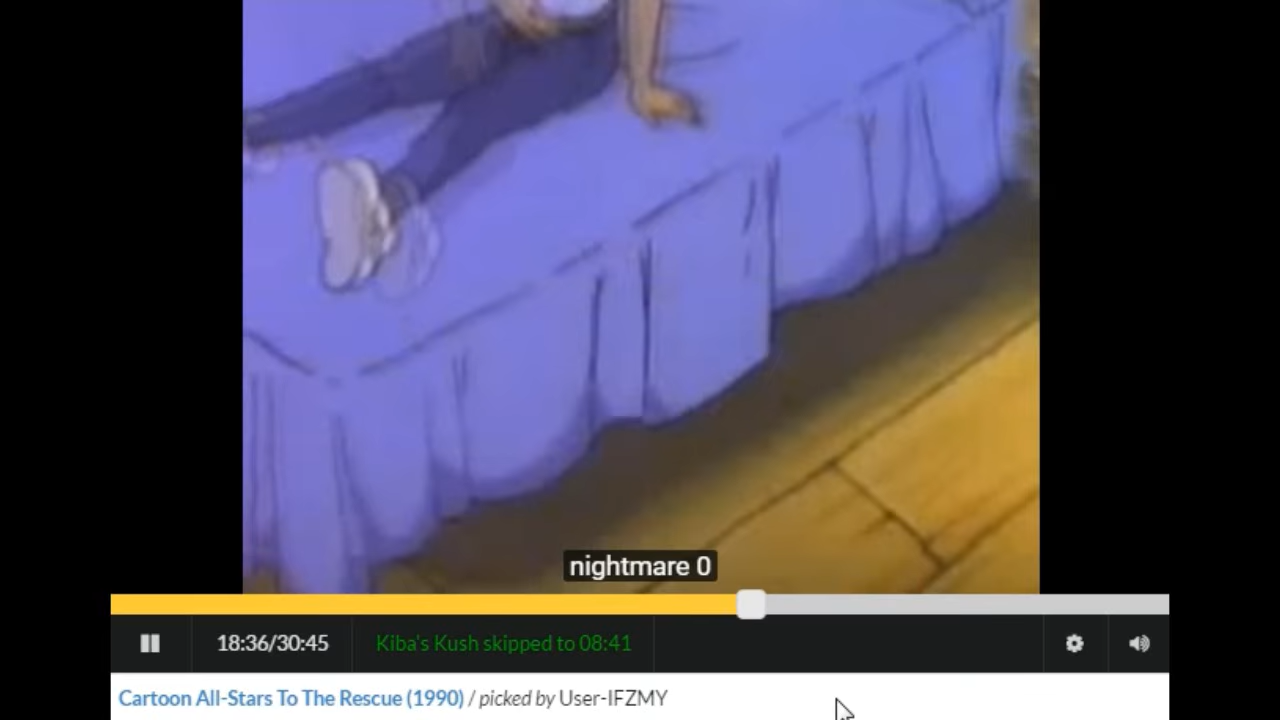 nightmare 0
18:36/30:45 Kiba's Kush skipped to 08:41
Cartoon All-Stars To The Rescue (1990) / picked by User-IFZMY